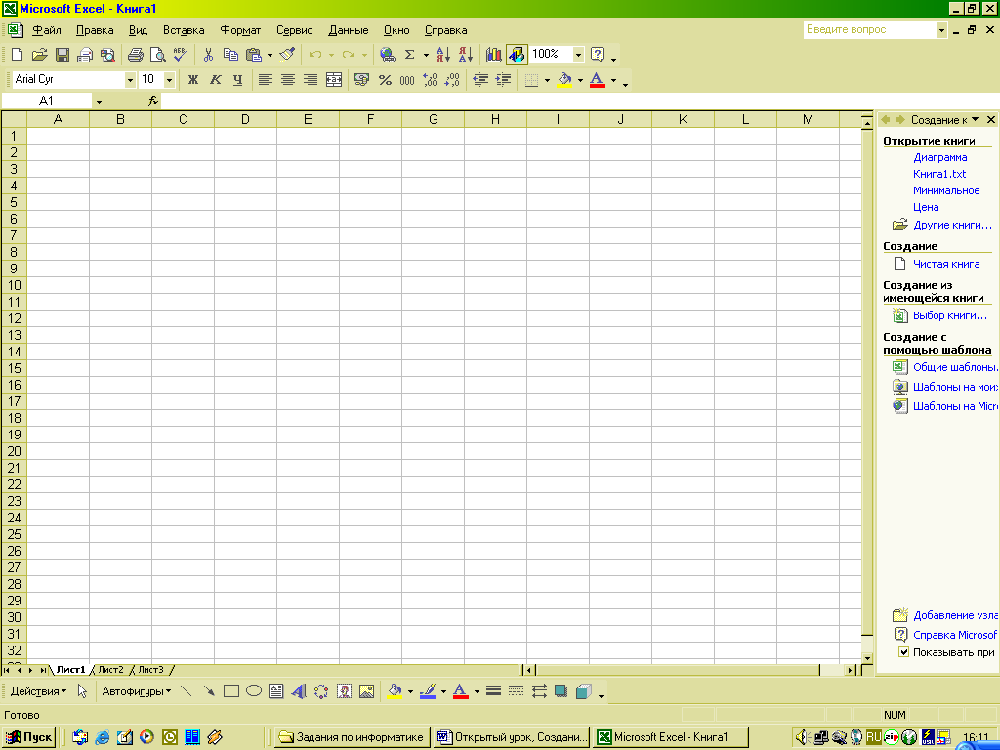 Microsoft Excel - Книга1
Файл Правка Вид Вставка Формат Сервис Данные Окно Справка Введите вопрос
100%
Arial Cyr 10 Ж К Ч % 000
A1 fx
A B C D E F G H I J K L M
1
2
3
4
5
6
7
8
9
10
11
12
13
14
15
16
17
18
19
20
21
22
23
24
25
26
27
28
29
30
31
32
Создание к
Открытие книги
Диаграмма
Книга1.txt
Минимальное
Цена
Другие книги...
Создание
Чистая книга
Создание из
имеющейся книги
Выбор книги...
Создание с
помощью шаблона
Общие шаблоны.
Шаблоны на мои
Шаблоны на Micr
Добавление узла
Справка Microsof
Показывать при
Лист1 Лист2 Лист3
Действия Автофигуры
Готово NUM
Пуск Задания по информатике Открытый урок, Создани... Microsoft Excel - Книга1 RU 16:11